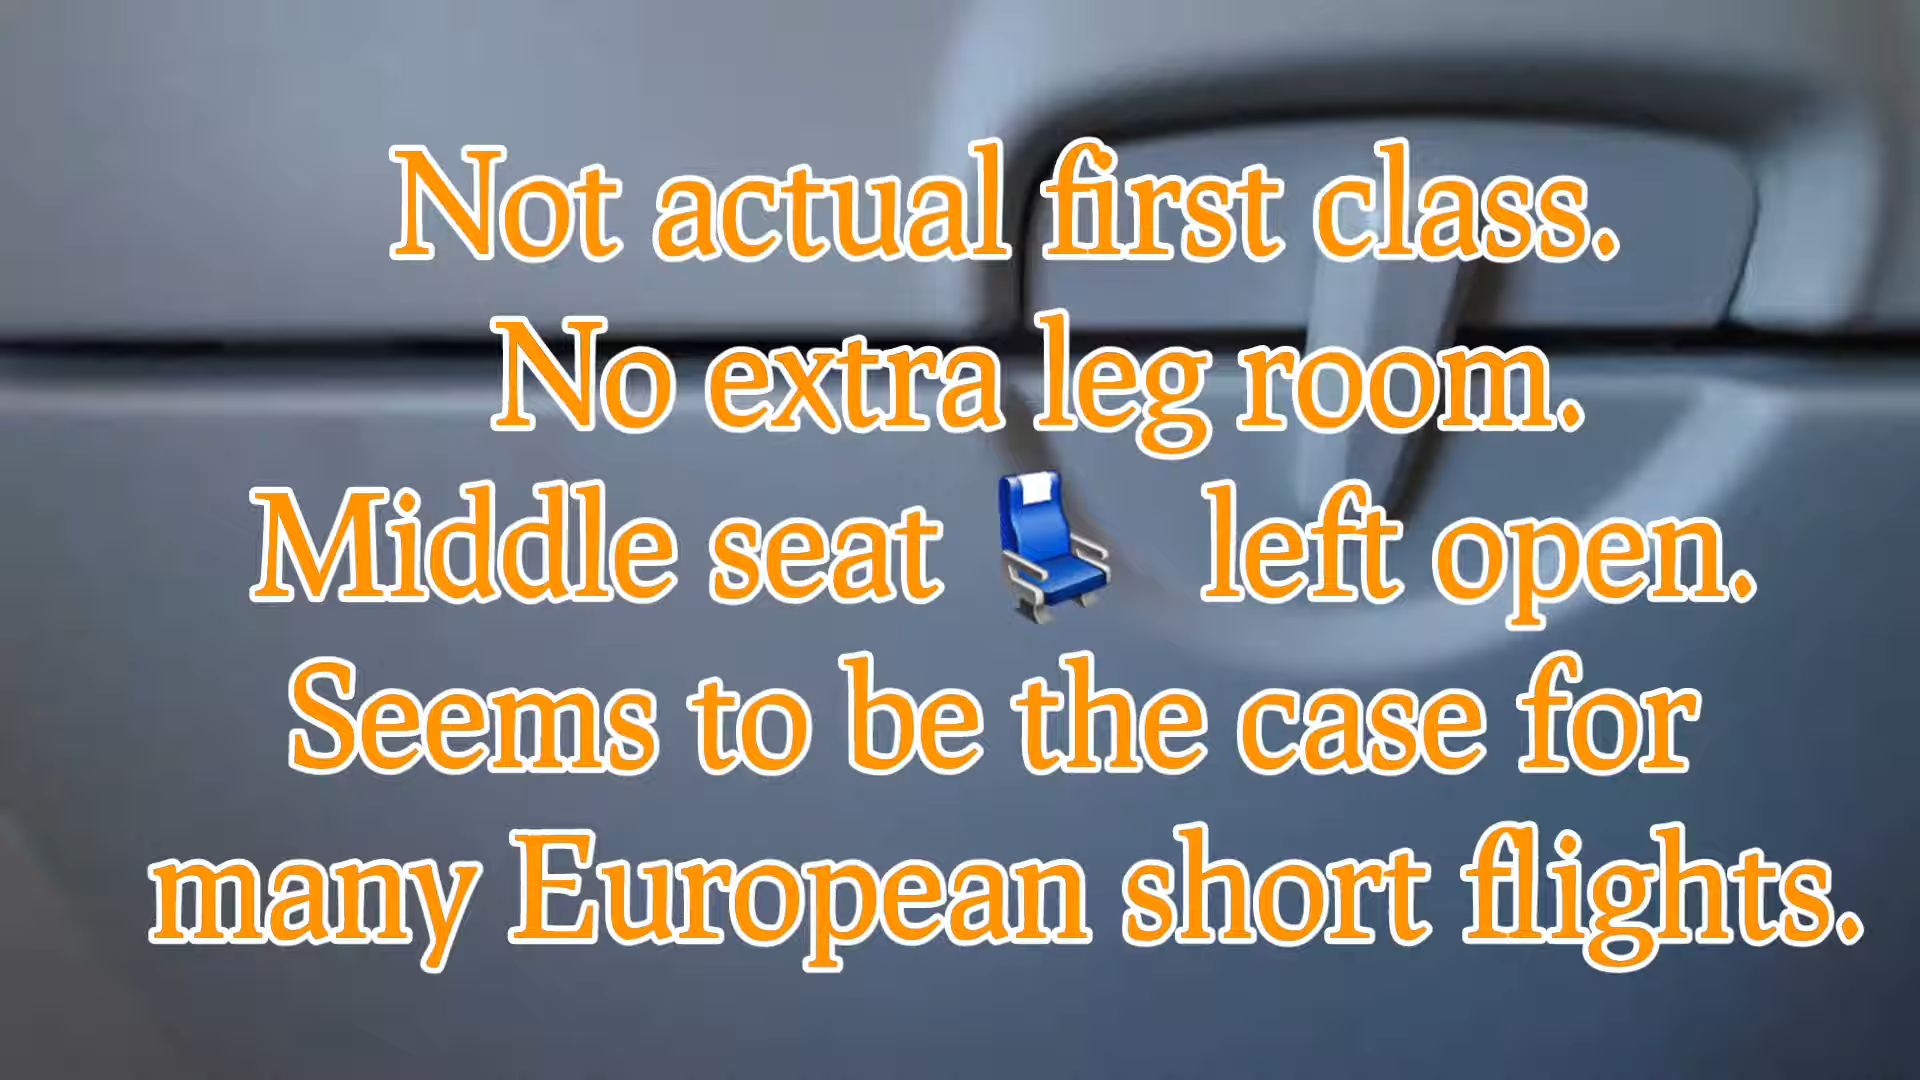 Not actual first class.
No extra leg room.
Middle seat 💺 left open.
Seems to be the case for
many European short flights.